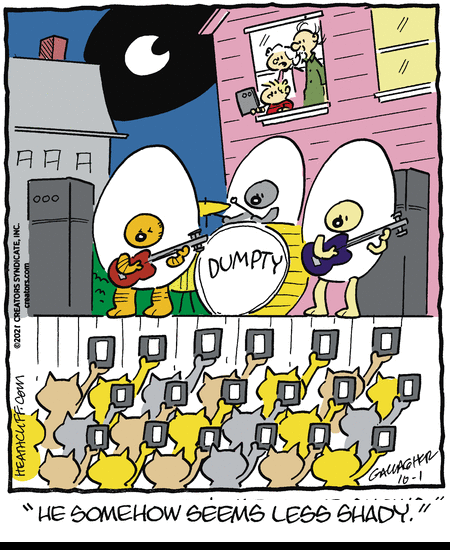 ©2021 CREATORS SYNDICATE, INC.
creators.com
DUMPTY
HEATHCLIFF.COM
GALLAGHER
10-1
"HE SOMEHOW SEEMS LESS SHADY."